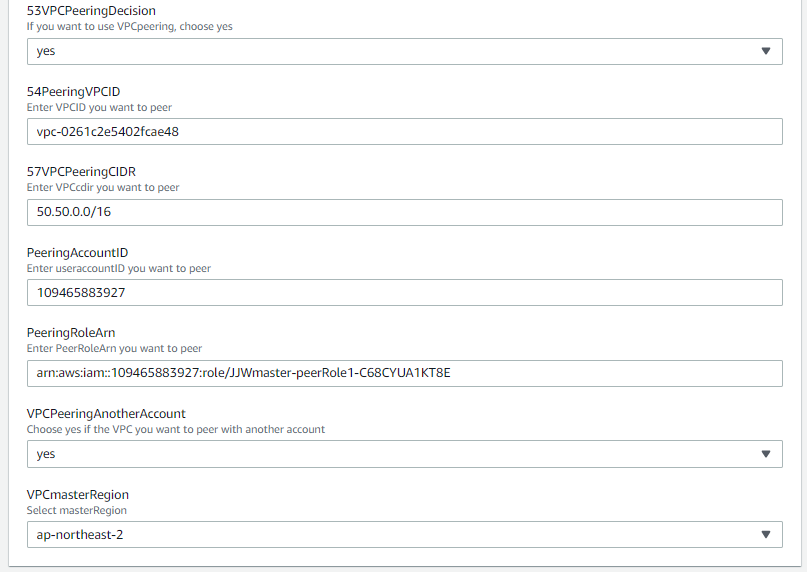 53VPCPeeringDecision
If you want to use VPCpeering, choose yes
yes
54PeeringVPCID
Enter VPCID you want to peer
vpc-0261c2e5402fcae48
57VPCPeeringCIDR
Enter VPCcdir you want to peer
50.50.0.0/16
PeeringAccountID
Enter useraccountID you want to peer
109465883927
PeeringRoleArn
Enter PeerRoleArn you want to peer
arn:aws:iam::109465883927:role/JJWmaster-peerRole1-C68CYUA1KT8E
VPCPeeringAnotherAccount
Choose yes if the VPC you want to peer with another account
yes
VPCmasterRegion
Select masterRegion
ap-northeast-2